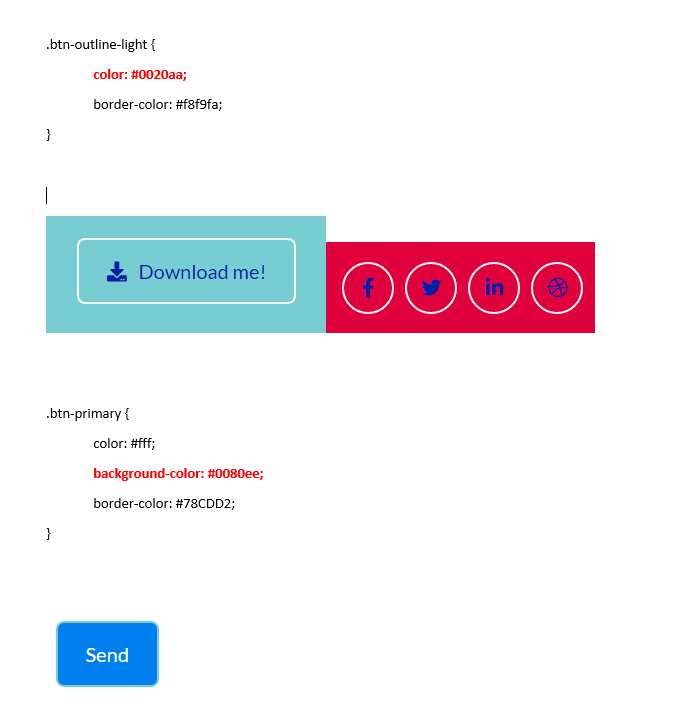 .btn-outline-light {
color: #0020aa;
border-color: #f8f9fa;
}
Download me!
.btn-primary {
color: #fff;
background-color: #0080ee;
border-color: #78CDD2;
}
Send